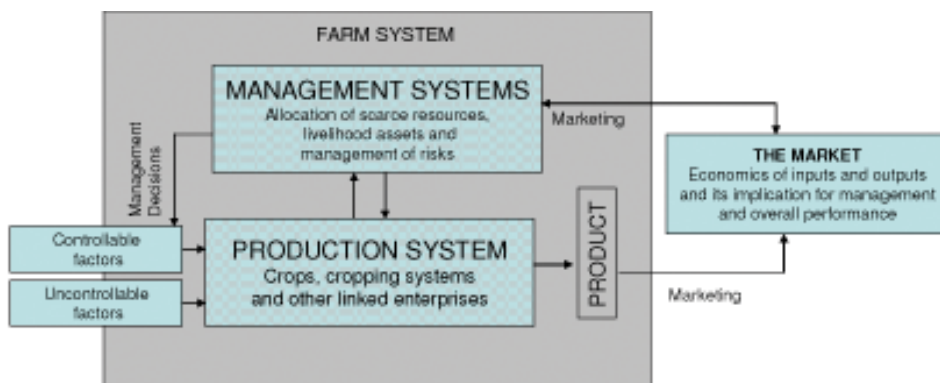 FARM SYSTEM
MANAGEMENT SYSTEMS
Allocation of scarce resources,
livelihood assets and
management of risks
Marketing
THE MARKET
Economics of inputs and outputs
and its implication for management
and overall performance
Management
Decisions
Controllable
factors
Uncontrollable
factors
PRODUCTION SYSTEM
Crops, cropping systems
and other linked enterprises
PRODUCT
Marketing